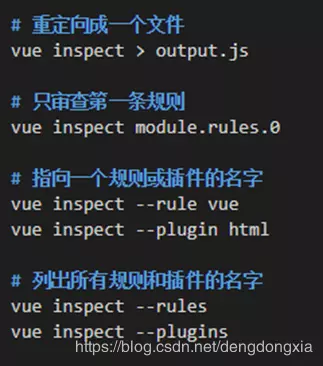 # 重定向成一个文件
vue inspect > output.js
# 只审查第一条规则
vue inspect module.rules.0
# 指向一个规则或插件的名字
vue inspect --rule vue
vue inspect --plugin html
# 列出所有规则和插件的名字
vue inspect --rules
vue inspect --plugins
https://blog.csdn.net/dengdongxia